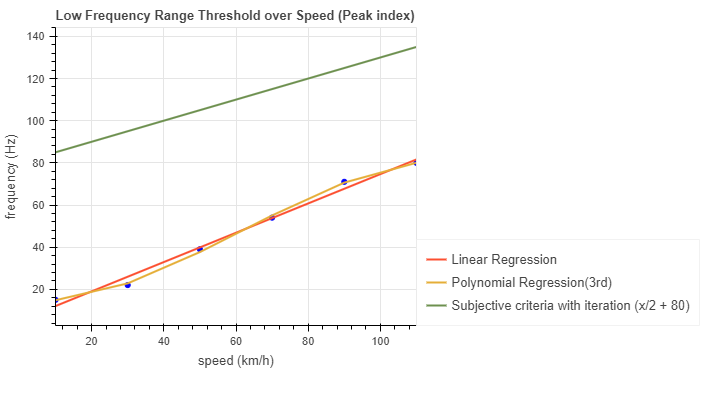 Low Frequency Range Threshold over Speed (Peak index)
140
120
100
80
60
40
20
frequency (Hz)
20 40 60 80 100
speed (km/h)
Linear Regression
Polynomial Regression(3rd)
Subjective criteria with iteration (x/2 + 80)